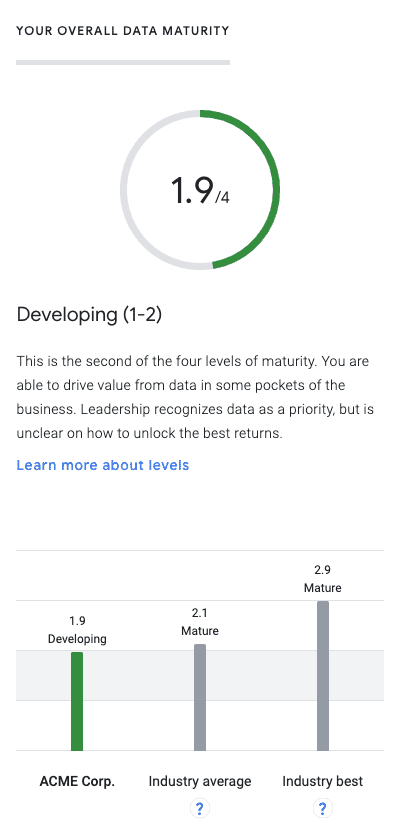 YOUR OVERALL DATA MATURITY
1.9/4
Developing (1-2)
This is the second of the four levels of maturity. You are
able to drive value from data in some pockets of the
business. Leadership recognizes data as a priority, but is
unclear on how to unlock the best returns.
Learn more about levels
2.9
Mature
2.1
Mature
1.9
Developing
ACME Corp. Industry average Industry best
? ?